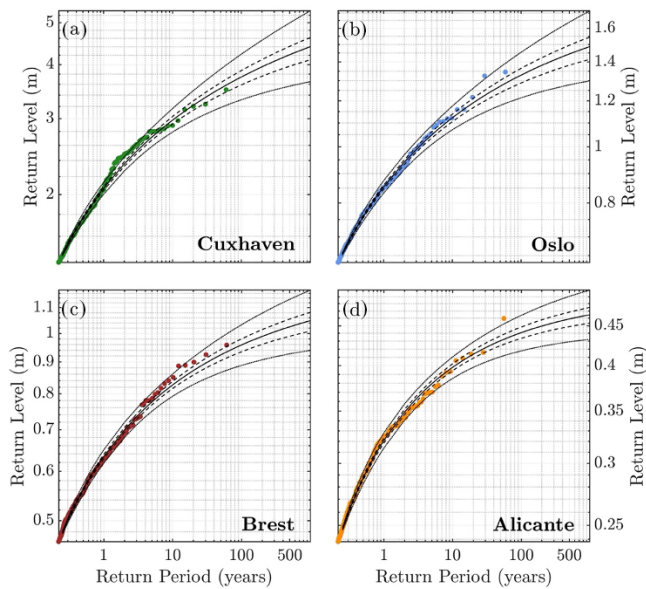 (a)
5
4
3
2
Return Level (m)
Cuxhaven
(b)
1.6
1.4
1.2
1
0.8
Return Level (m)
Oslo
(c)
1.1
1
0.9
0.8
0.7
0.6
0.5
Return Level (m)
Brest
1 10 100 500
Return Period (years)
(d)
0.45
0.4
0.35
0.3
0.24
Return Level (m)
Alicante
1 10 100 500
Return Period (years)